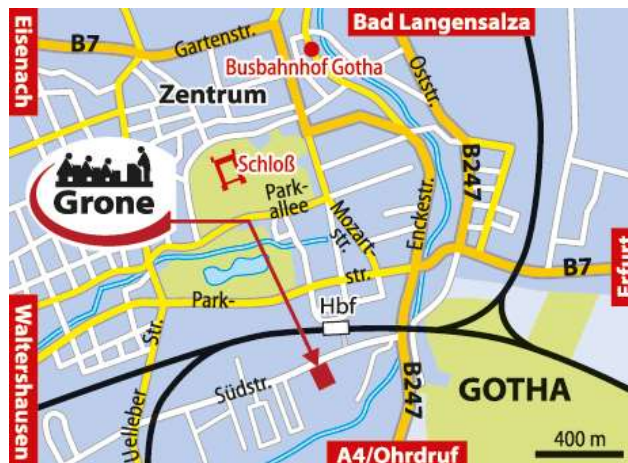 Eisenach
B7
Gartenstr.
Bad Langensalza
Busbahnhof Gotha
Zentrum
Oststr.
B247
Schloß
Grone
Park-
allee
Mozart-
str.
Enckestr.
B7
Erfurt
Park-
str.
Hbf
Waltershausen
Uelleber
Str.
Südstr.
B247
GOTHA
A4/Ohrdruf
400 m